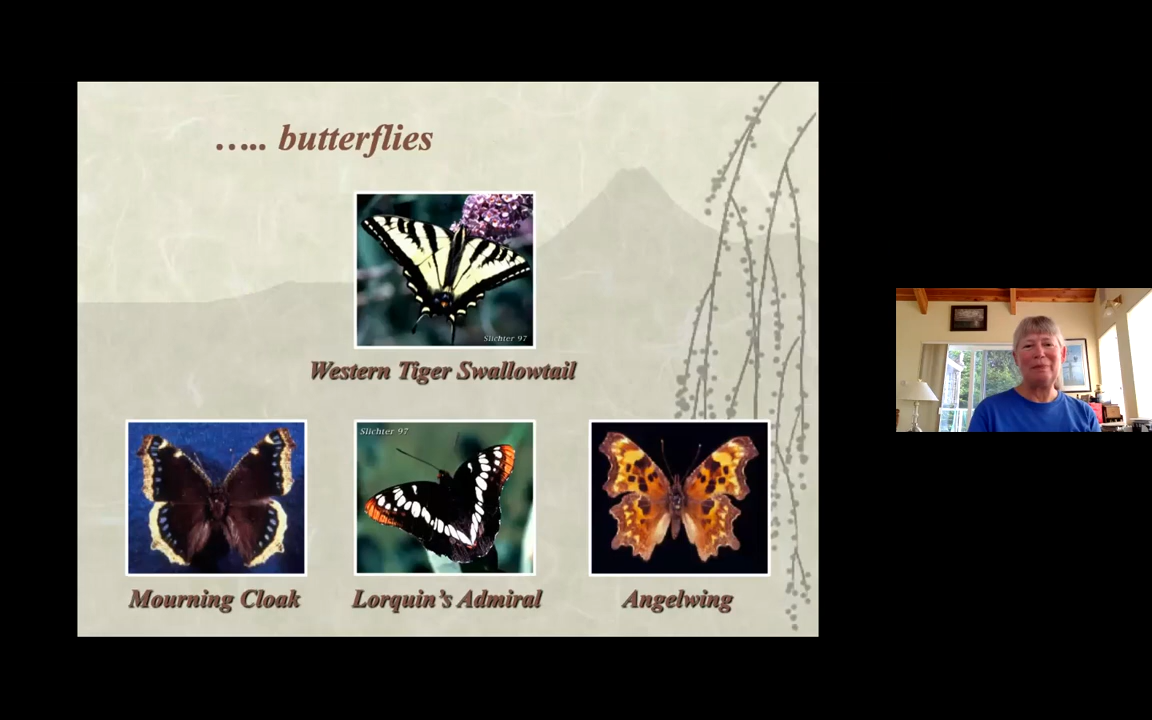 ..... butterflies
Slichter 97
Western Tiger Swallowtail
Slichter 97
Mourning Cloak
Lorquin's Admiral
Angelwing